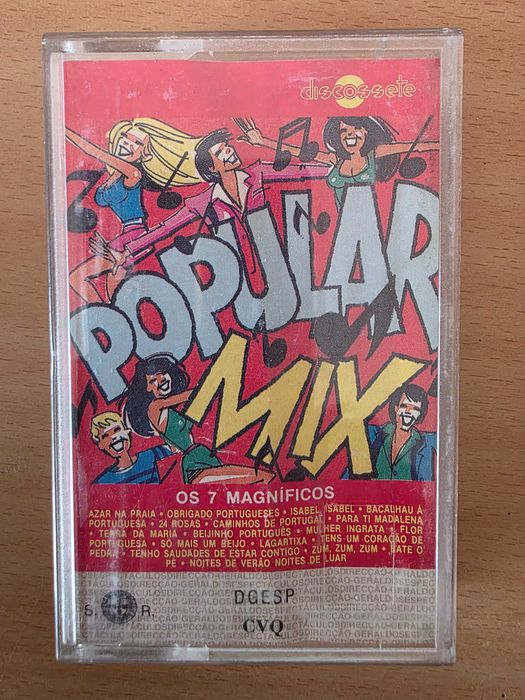 discossete
POPULAR
MIX
OS 7 MAGNÍFICOS
AZAR NA PRAIA • OBRIGADO PORTUGUESES • ISABEL, ISABEL • BACALHAU À
PORTUGUESA • 24 ROSAS • CAMINHOS DE PORTUGAL • PARA TI MADALENA
• TERRA DA MARIA • BEIJINHO PORTUGUÊS • MULHER INGRATA • FLOR
PORTUGUESA • SÓ MAIS UM BEIJO • LAGARTIXA • TENS UM CORAÇÃO DE
PEDRA • TENHO SAUDADES DE ESTAR CONTIGO • ZUM, ZUM, ZUM • BATE O
PÉ • NOITES DE VERÃO NOITES DE LUAR
S. R.
DGESP
CVQ